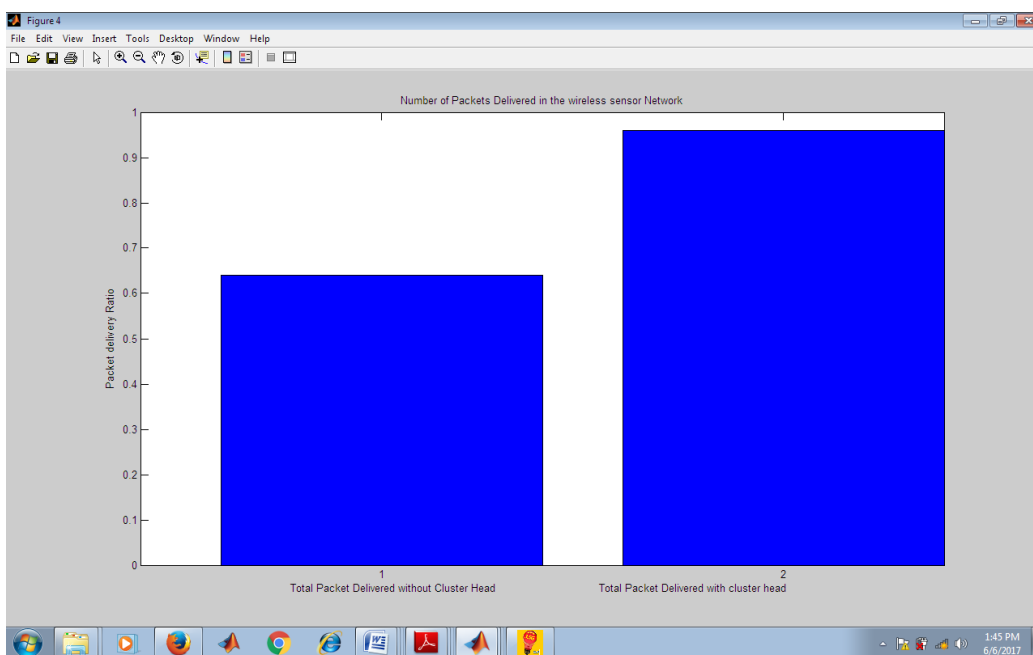 Figure 4
File Edit View Insert Tools Desktop Window Help
Number of Packets Delivered in the wireless sensor Network
Packet delivery Ratio
1
0.9
0.8
0.7
0.6
0.5
0.4
0.3
0.2
0.1
0
1
2
Total Packet Delivered without Cluster Head
Total Packet Delivered with cluster head
1:45 PM
6/6/2017